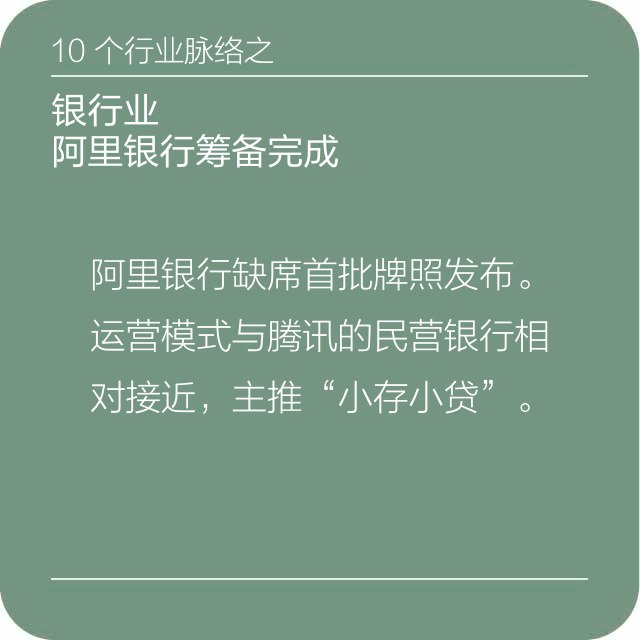 10 个行业脉络之
银行业
阿里银行筹备完成
阿里银行缺席首批牌照发布。
运营模式与腾讯的民营银行相
对接近，主推“小存小贷”。